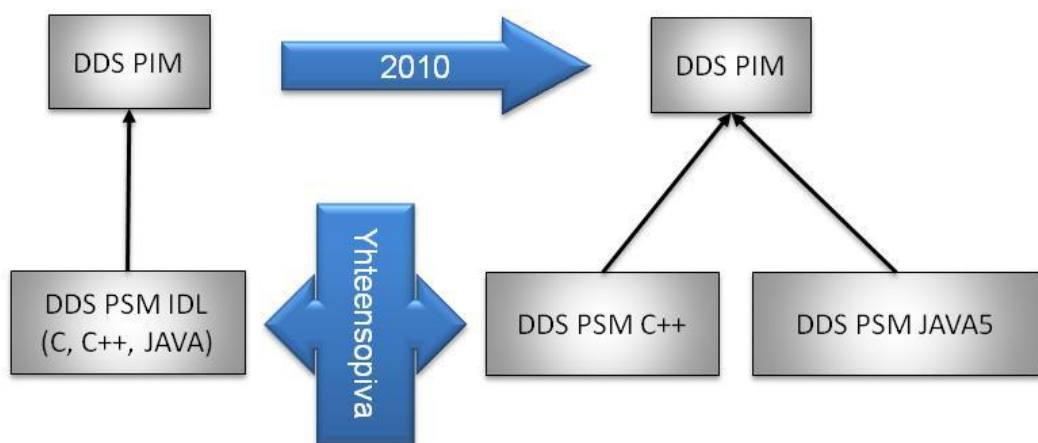 DDS PIM
2010
DDS PIM
Yhteensopiva
DDS PSM IDL
(C, C++, JAVA)
DDS PSM C++
DDS PSM JAVA5